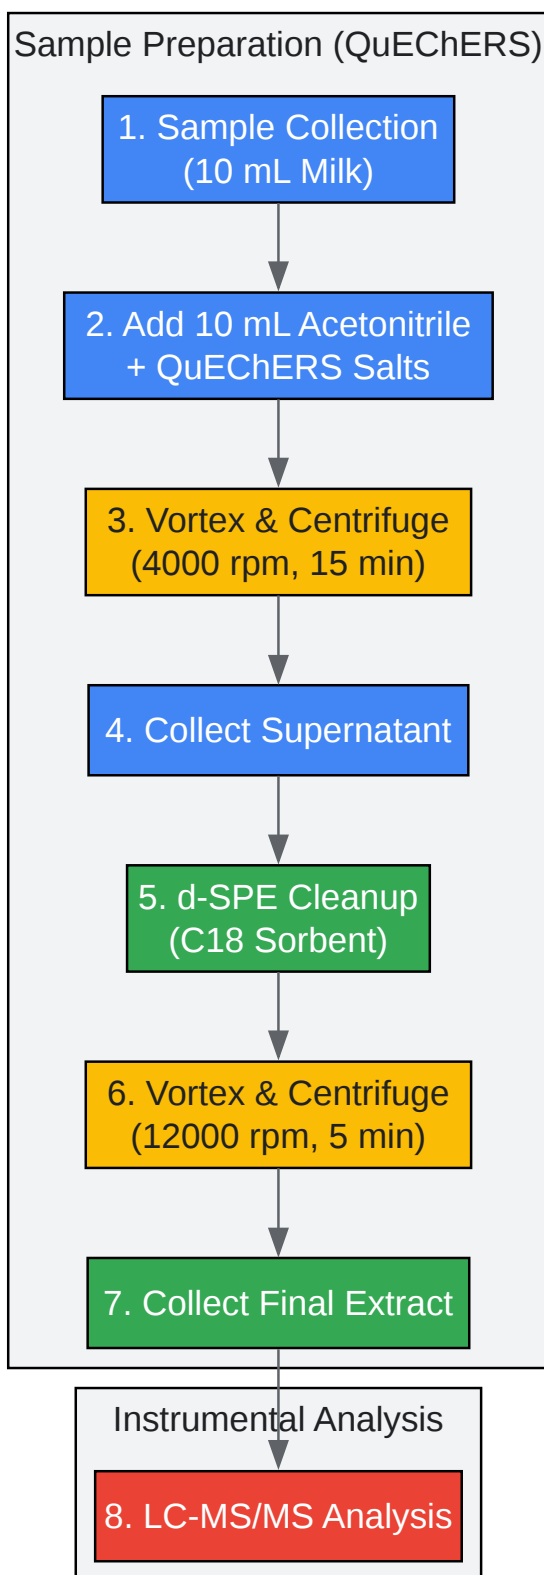 Sample Preparation (QuEChERS)
1. Sample Collection
(10 mL Milk)
2. Add 10 mL Acetonitrile
+ QuEChERS Salts
3. Vortex & Centrifuge
(4000 rpm, 15 min)
4. Collect Supernatant
5. d-SPE Cleanup
(C18 Sorbent)
6. Vortex & Centrifuge
(12000 rpm, 5 min)
7. Collect Final Extract
Instrumental Analysis
8. LC-MS/MS Analysis